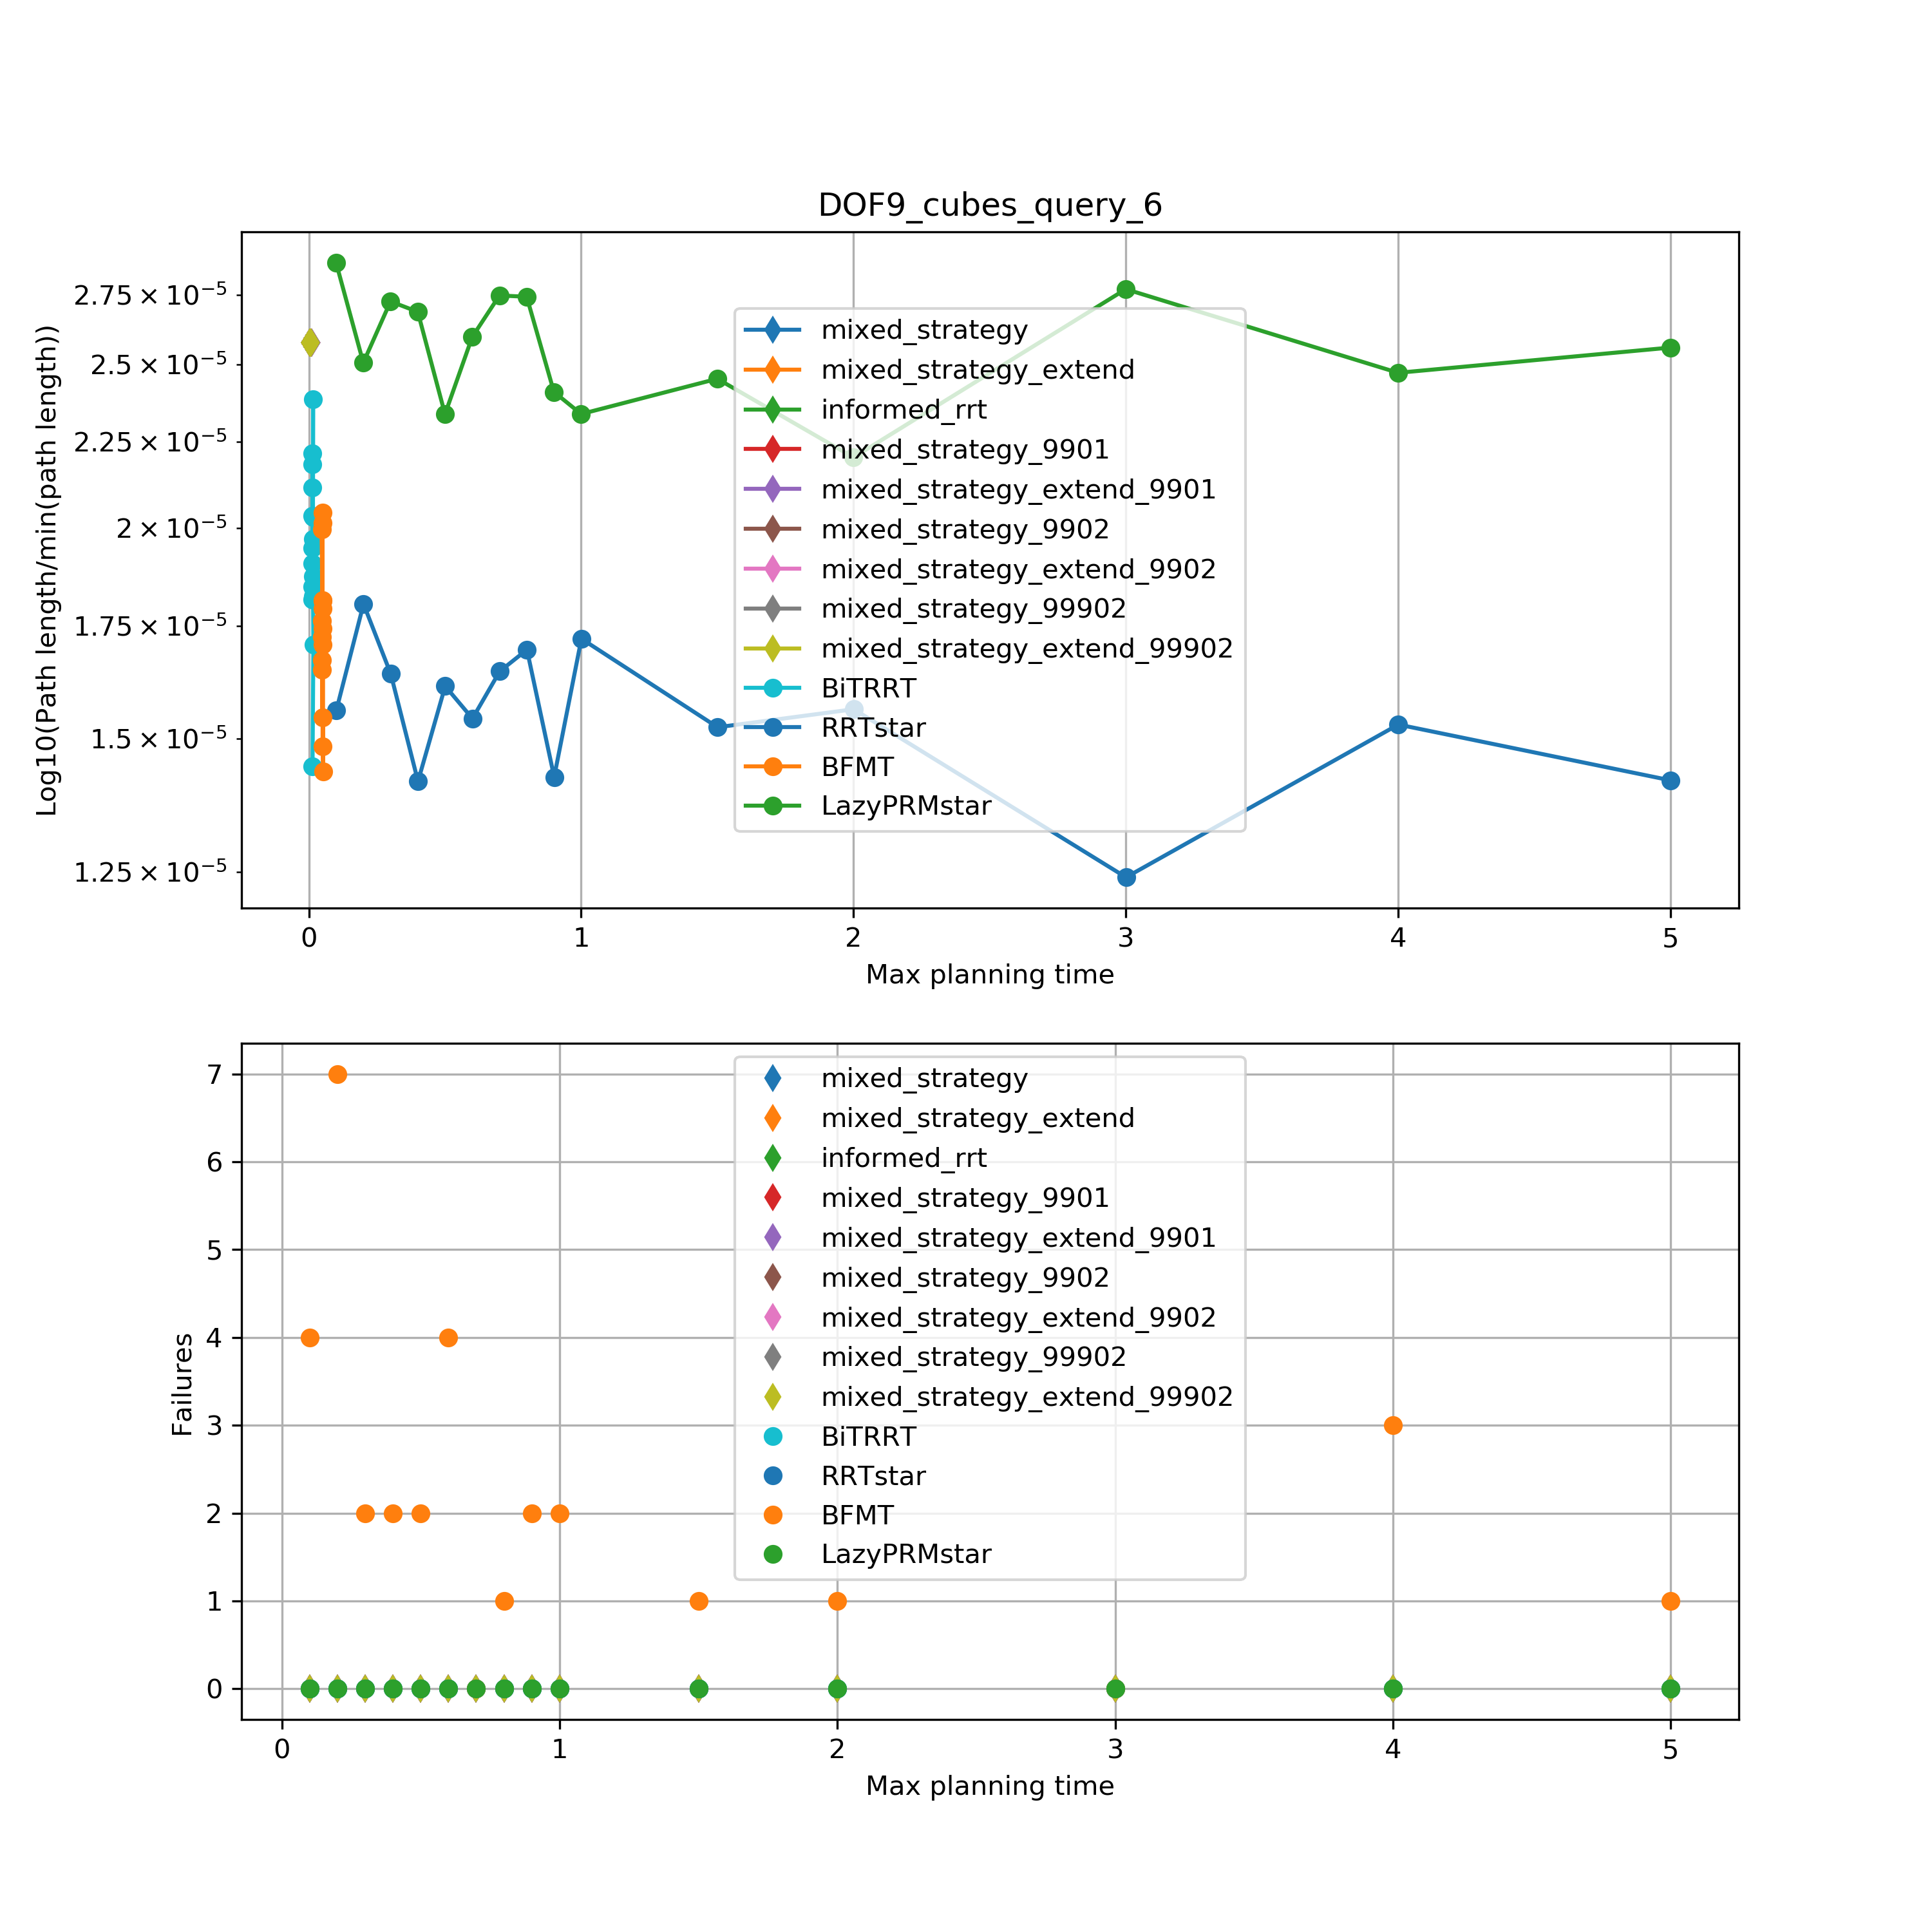 DOF9_cubes_query_6
Log10(Path length/min(path length))
2.75 × 10⁻⁵
2.5 × 10⁻⁵
2.25 × 10⁻⁵
2 × 10⁻⁵
1.75 × 10⁻⁵
1.5 × 10⁻⁵
1.25 × 10⁻⁵
mixed_strategy
mixed_strategy_extend
informed_rrt
mixed_strategy_9901
mixed_strategy_extend_9901
mixed_strategy_9902
mixed_strategy_extend_9902
mixed_strategy_99902
mixed_strategy_extend_99902
BiTRRT
RRTstar
BFMT
LazyPRMstar
0 1 2 3 4 5
Max planning time
Failures
7
6
5
4
3
2
1
0
mixed_strategy
mixed_strategy_extend
informed_rrt
mixed_strategy_9901
mixed_strategy_extend_9901
mixed_strategy_9902
mixed_strategy_extend_9902
mixed_strategy_99902
mixed_strategy_extend_99902
BiTRRT
RRTstar
BFMT
LazyPRMstar
0 1 2 3 4 5
Max planning time